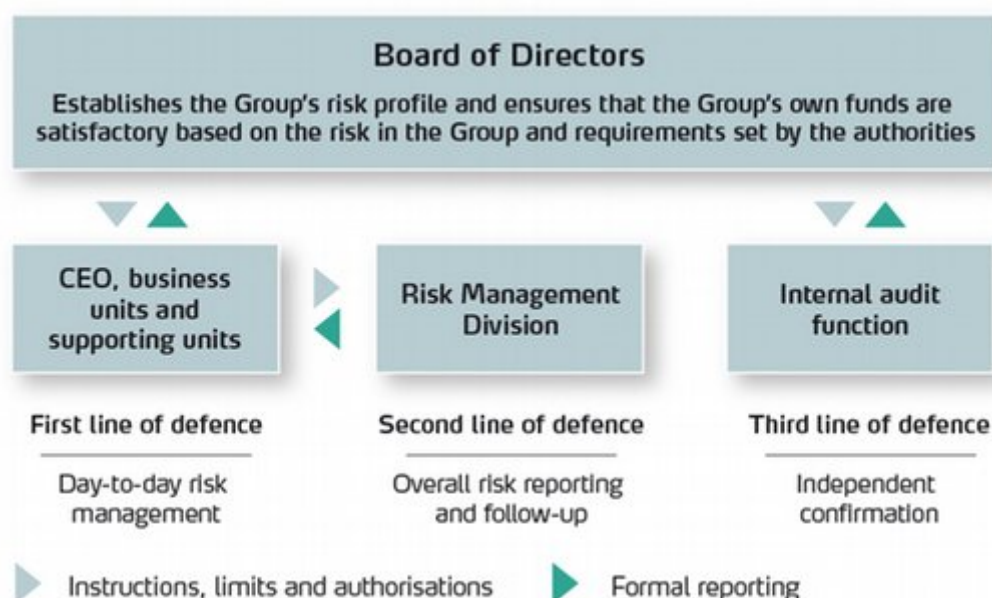 Board of Directors
Establishes the Group's risk profile and ensures that the Group's own funds are
satisfactory based on the risk in the Group and requirements set by the authorities
CEO, business
units and
supporting units
Risk Management
Division
Internal audit
function
First line of defence
Second line of defence
Third line of defence
Day-to-day risk
management
Overall risk reporting
and follow-up
Independent
confirmation
Instructions, limits and authorisations
Formal reporting